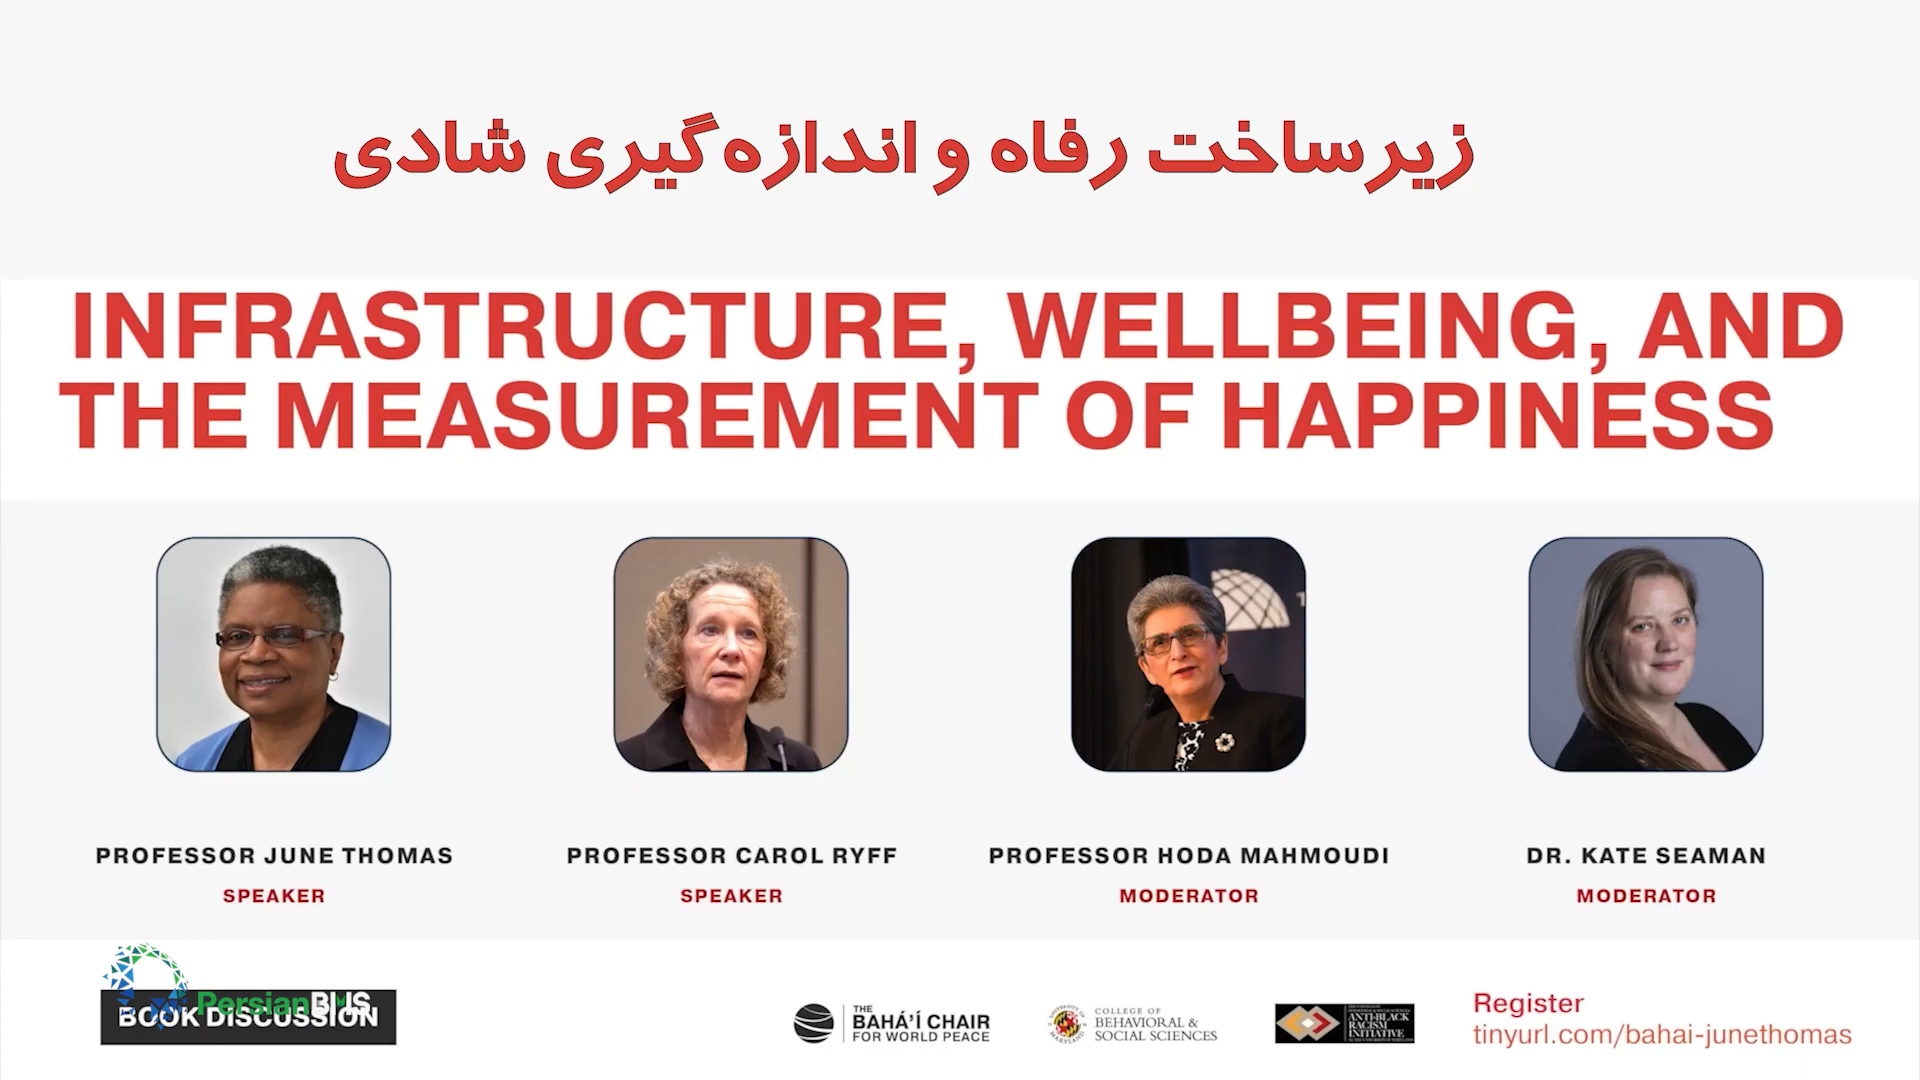 زیرساخت رفاه و اندازه‌گیری شادی
INFRASTRUCTURE, WELLBEING, AND
THE MEASUREMENT OF HAPPINESS
PROFESSOR JUNE THOMAS
SPEAKER
PROFESSOR CAROL RYFF
SPEAKER
PROFESSOR HODA MAHMOUDI
MODERATOR
DR. KATE SEAMAN
MODERATOR
PersianBMS
BOOK DISCUSSION
THE
BAHÁ’Í CHAIR
FOR WORLD PEACE
COLLEGE OF
BEHAVIORAL &
SOCIAL SCIENCES
ANTI-BLACK
RACISM
INITIATIVE
Register
tinyurl.com/bahai-junethomas